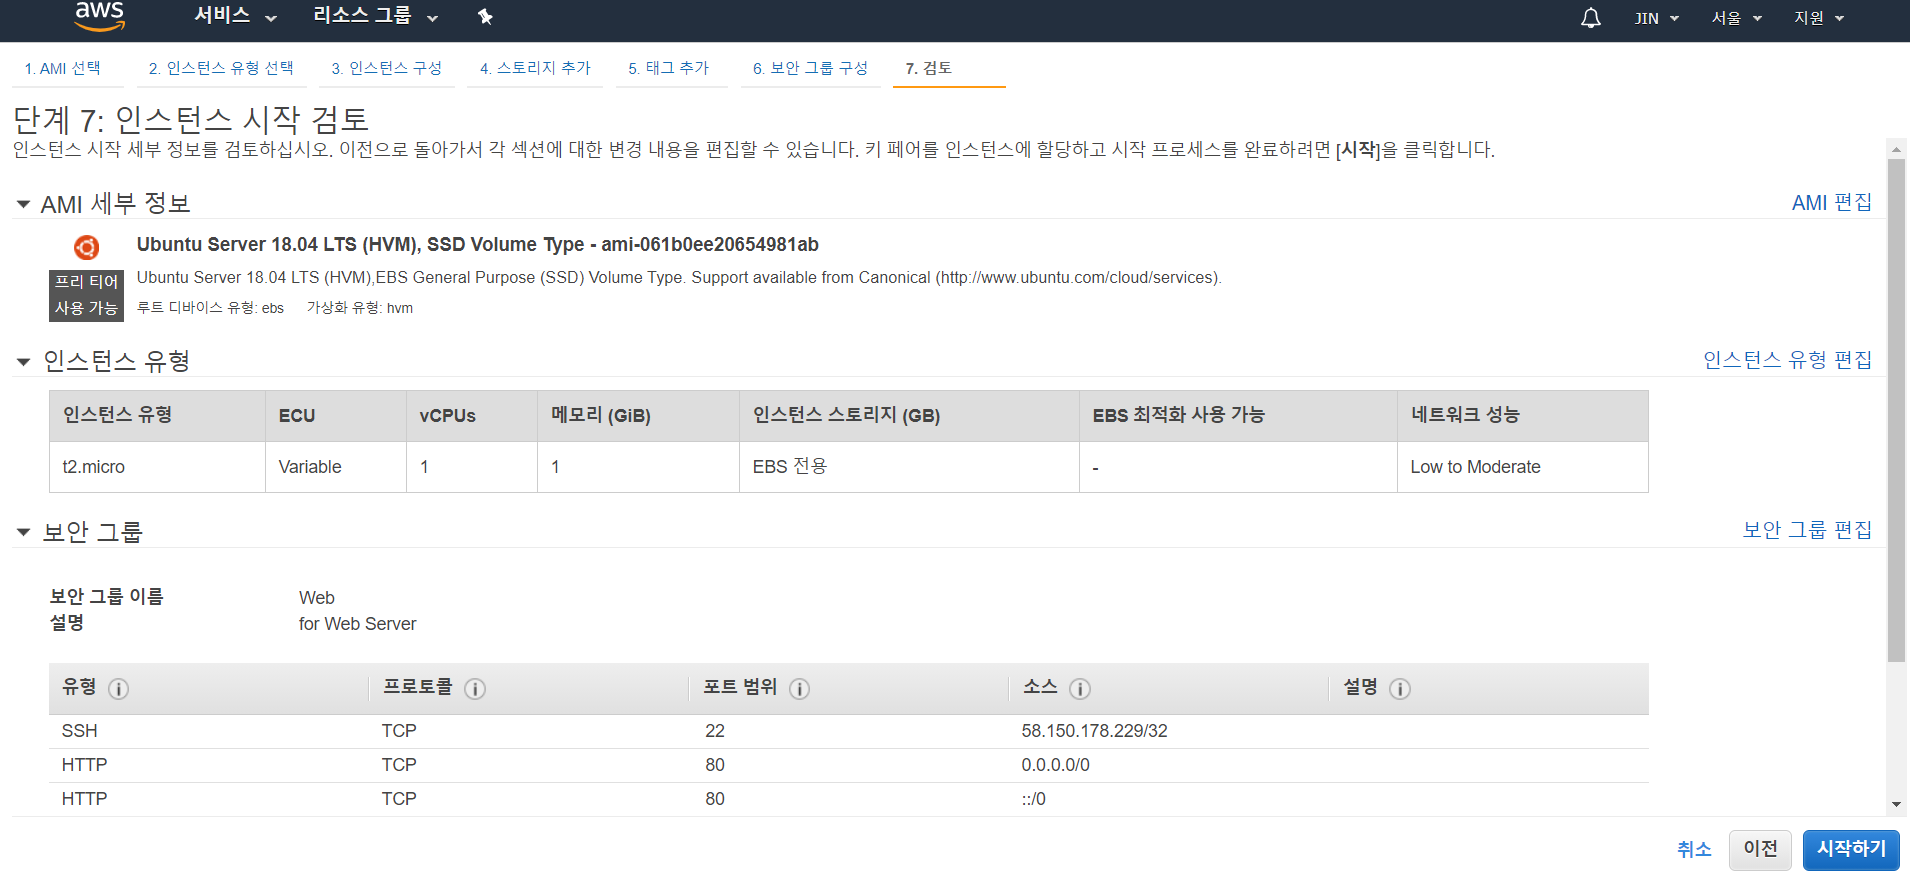 aws 서비스 리소스 그룹 JIN 서울 지원
1. AMI 선택 2. 인스턴스 유형 선택 3. 인스턴스 구성 4. 스토리지 추가 5. 태그 추가 6. 보안 그룹 구성 7. 검토
단계 7: 인스턴스 시작 검토
인스턴스 시작 세부 정보를 검토하십시오. 이전으로 돌아가서 각 섹션에 대한 변경 내용을 편집할 수 있습니다. 키 페어를 인스턴스에 할당하고 시작 프로세스를 완료하려면 [시작]을 클릭합니다.
AMI 세부 정보 AMI 편집
Ubuntu Server 18.04 LTS (HVM), SSD Volume Type - ami-061b0ee20654981ab
프리 티어 Ubuntu Server 18.04 LTS (HVM),EBS General Purpose (SSD) Volume Type. Support available from Canonical (http://www.ubuntu.com/cloud/services).
사용 가능 루트 디바이스 유형: ebs 가상화 유형: hvm
인스턴스 유형 인스턴스 유형 편집
인스턴스 유형 ECU vCPUs 메모리 (GiB) 인스턴스 스토리지 (GB) EBS 최적화 사용 가능 네트워크 성능
t2.micro Variable 1 1 EBS 전용 - Low to Moderate
보안 그룹 보안 그룹 편집
보안 그룹 이름 Web
설명 for Web Server
유형 i 프로토콜 i 포트 범위 i 소스 i 설명 i
SSH TCP 22 58.150.178.229/32
HTTP TCP 80 0.0.0.0/0
HTTP TCP 80 ::/0
취소 이전 시작하기